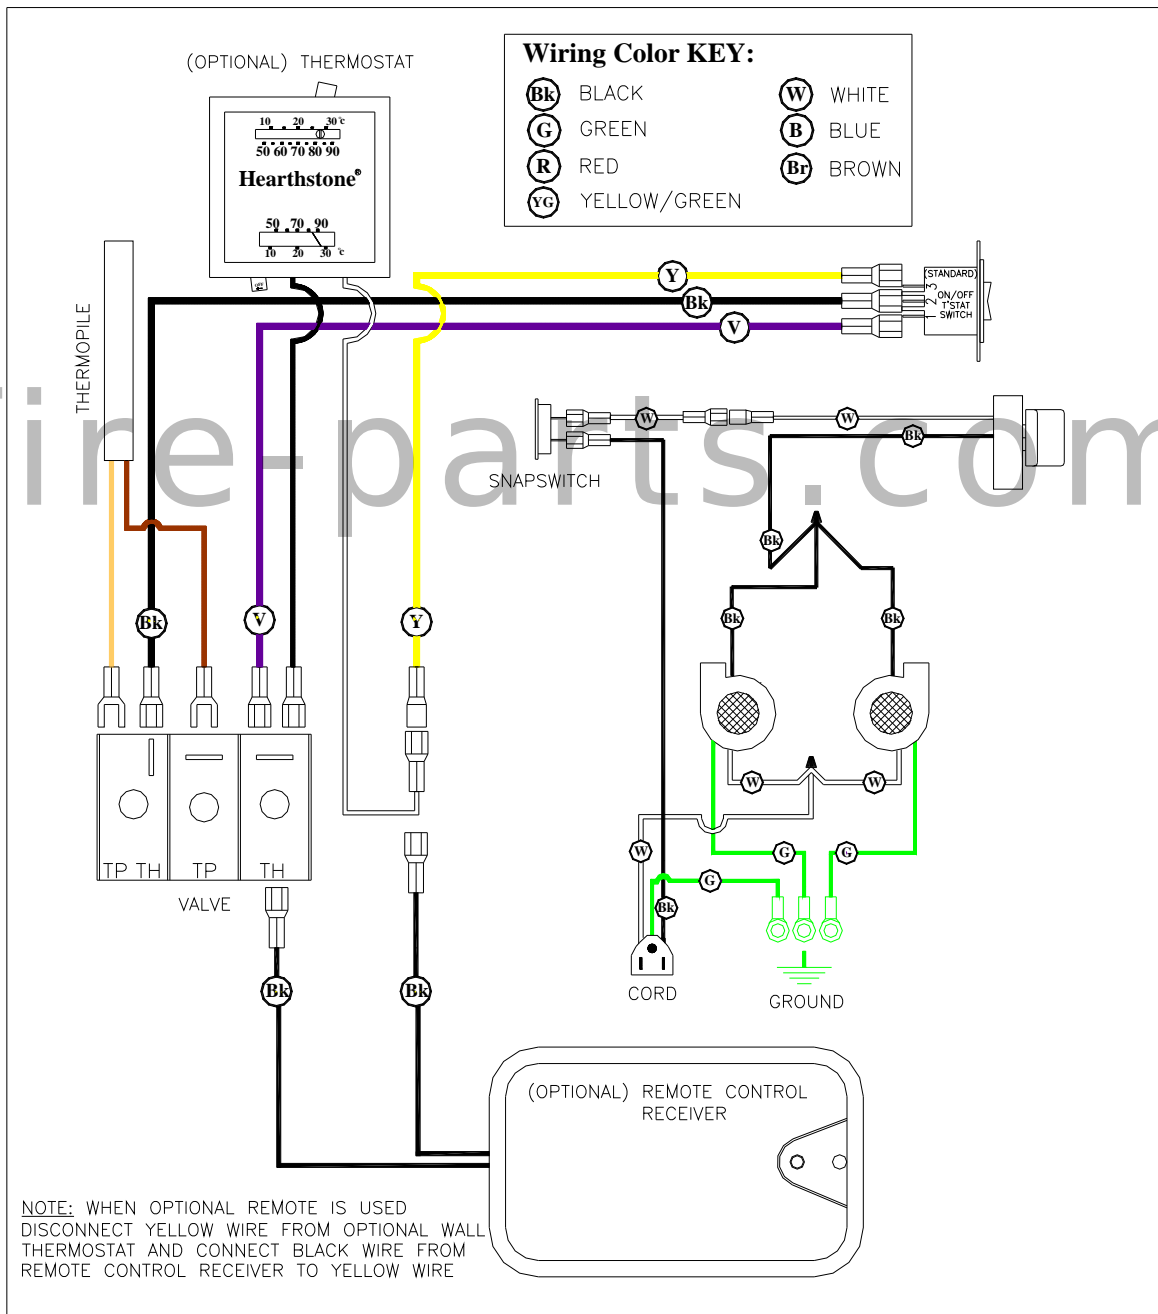 (OPTIONAL) THERMOSTAT
Wiring Color KEY:
Bk BLACK
W WHITE
G GREEN
B BLUE
R RED
Br BROWN
YG YELLOW/GREEN
10 20 30 °c
50 60 70 80 90
Hearthstone®
50 70 90
10 20 30 °c
OFF
THERMOPILE
Y
Bk
V
(STANDARD)
3
2
1
ON/OFF
T'STAT
SWITCH
fire-parts.com
W
W
Bk
SNAPSWITCH
Bk
Bk
V
Y
Bk
Bk
W
W
TP TH
TP
TH
VALVE
W
G
G
G
Bk
CORD
GROUND
Bk
Bk
(OPTIONAL) REMOTE CONTROL
RECEIVER
NOTE: WHEN OPTIONAL REMOTE IS USED
DISCONNECT YELLOW WIRE FROM OPTIONAL WALL
THERMOSTAT AND CONNECT BLACK WIRE FROM
REMOTE CONTROL RECEIVER TO YELLOW WIRE